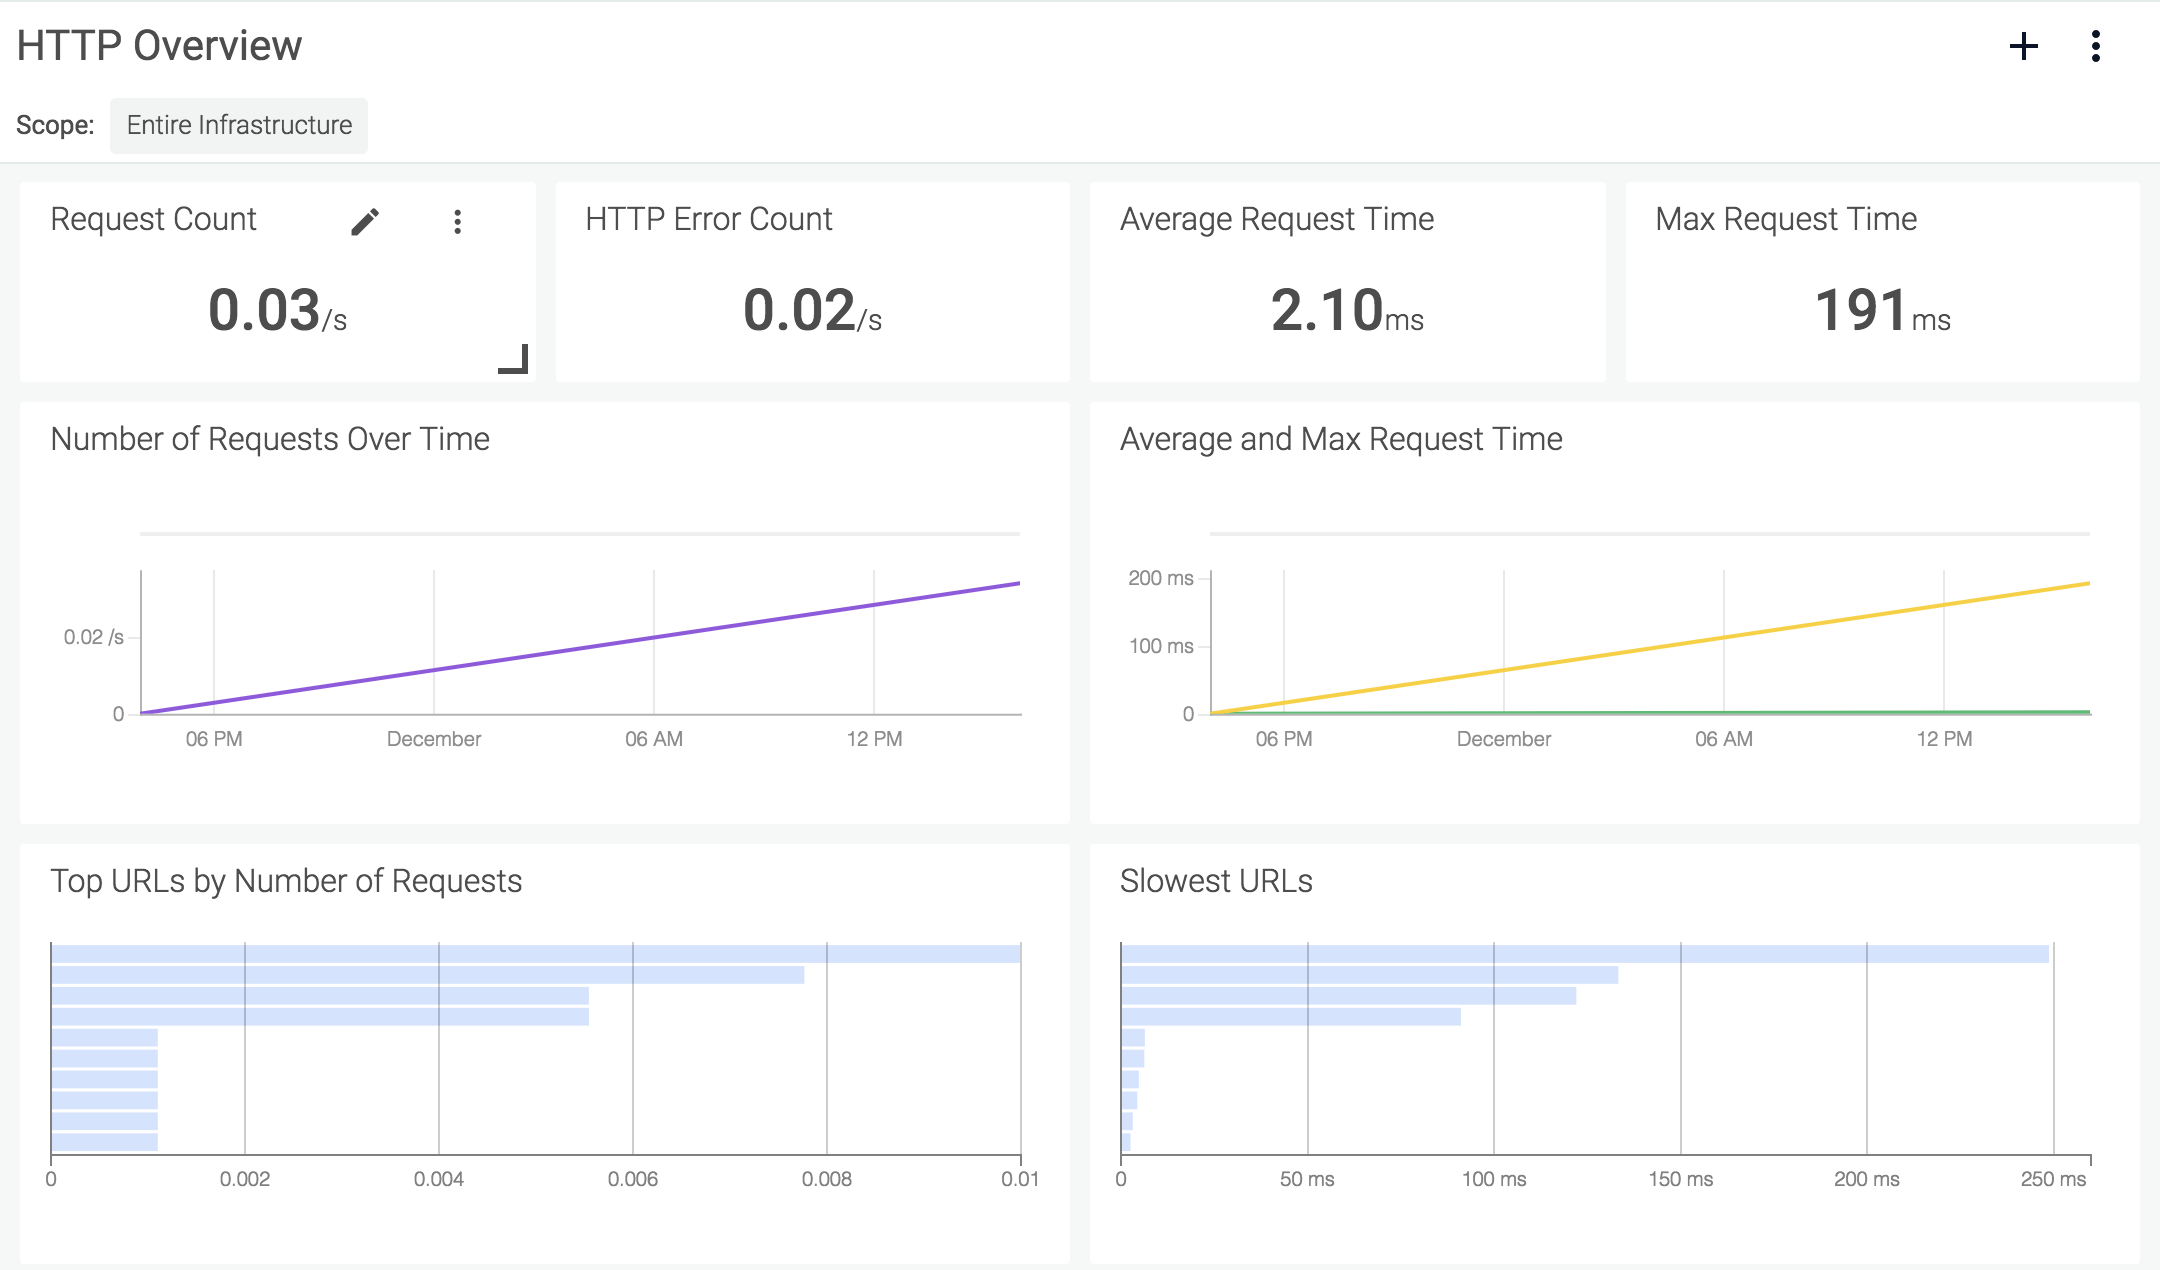 HTTP Overview
Scope: Entire Infrastructure
Request Count
0.03/s
HTTP Error Count
0.02/s
Average Request Time
2.10ms
Max Request Time
191ms
Number of Requests Over Time
0.02 /s
0
06 PM December 06 AM 12 PM
Average and Max Request Time
200 ms
100 ms
0
06 PM December 06 AM 12 PM
Top URLs by Number of Requests
0 0.002 0.004 0.006 0.008 0.01
Slowest URLs
0 50 ms 100 ms 150 ms 200 ms 250 ms